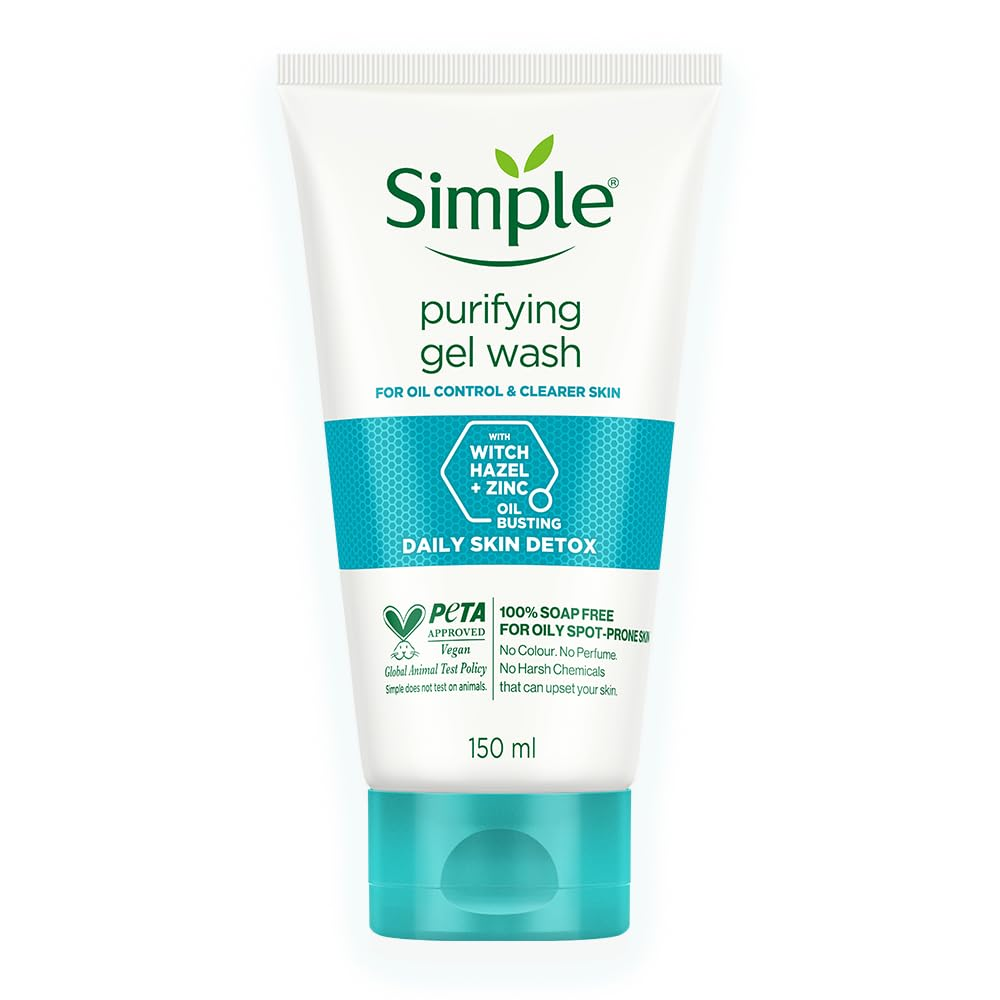 Simple®
purifying
gel wash
FOR OIL CONTROL & CLEARER SKIN
WITH
WITCH
HAZEL
+ ZINC
OIL
BUSTING
DAILY SKIN DETOX
PeTA
APPROVED
Vegan
Global Animal Test Policy
Simple does not test on animals.
100% SOAP FREE
FOR OILY SPOT-PRONE SKIN
No Colour. No Perfume.
No Harsh Chemicals
that can upset your skin.
150 ml